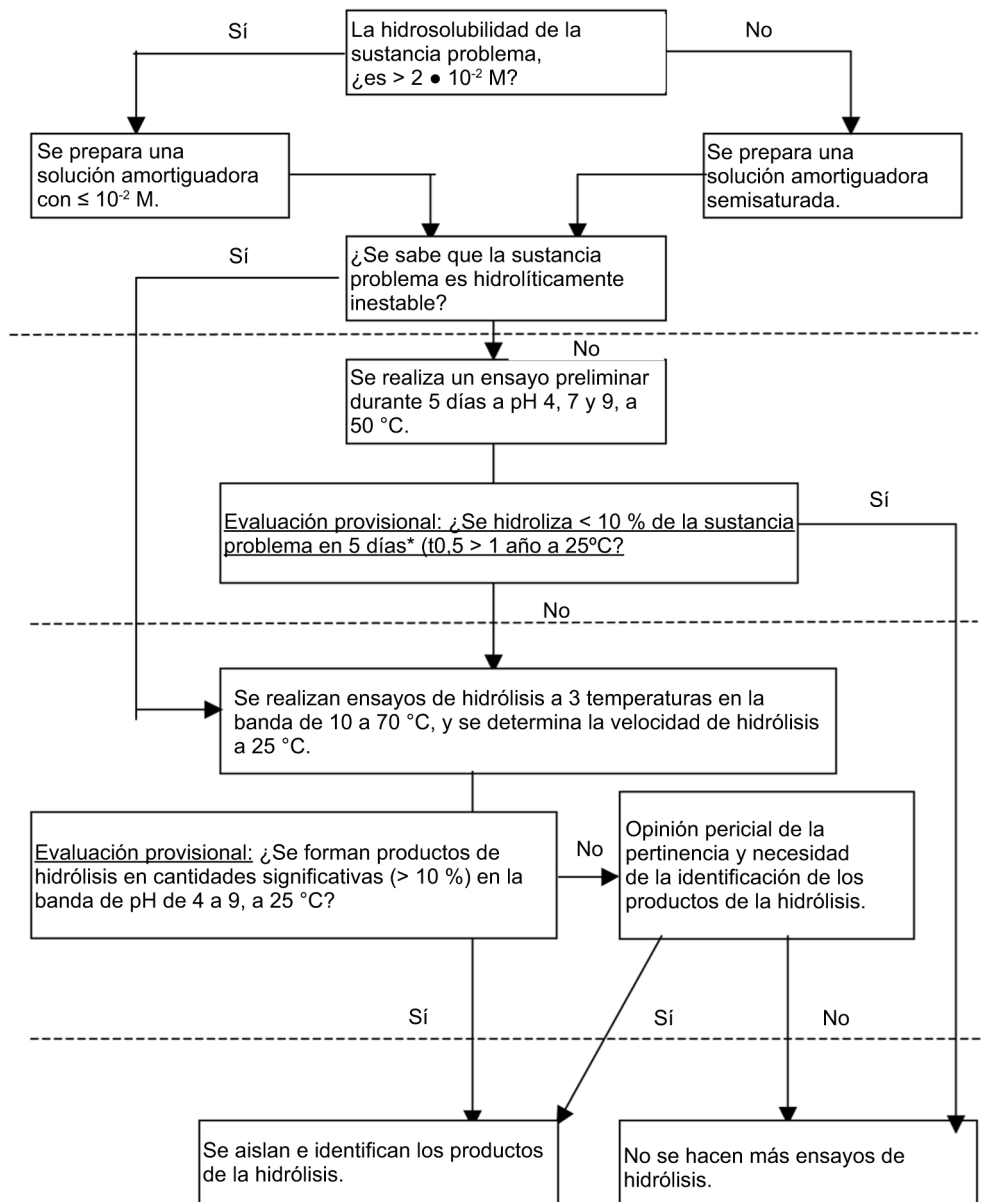 Sí
La hidrosolubilidad de la
sustancia problema,
¿es > 2 ● 10⁻² M?
No
Se prepara una
solución amortiguadora
con ≤ 10⁻² M.
Se prepara una
solución amortiguadora
semisaturada.
Sí
¿Se sabe que la sustancia
problema es hidrolíticamente
inestable?
No
Se realiza un ensayo preliminar
durante 5 días a pH 4, 7 y 9, a
50 °C.
Evaluación provisional: ¿Se hidroliza < 10 % de la sustancia
problema en 5 días* (t0,5 > 1 año a 25ºC?
Sí
No
Se realizan ensayos de hidrólisis a 3 temperaturas en la
banda de 10 a 70 °C, y se determina la velocidad de hidrólisis
a 25 °C.
Evaluación provisional: ¿Se forman productos de
hidrólisis en cantidades significativas (> 10 %) en la
banda de pH de 4 a 9, a 25 °C?
No
Opinión pericial de la
pertinencia y necesidad
de la identificación de los
productos de la hidrólisis.
Sí
Sí
No
Se aislan e identifican los productos
de la hidrólisis.
No se hacen más ensayos de
hidrólisis.